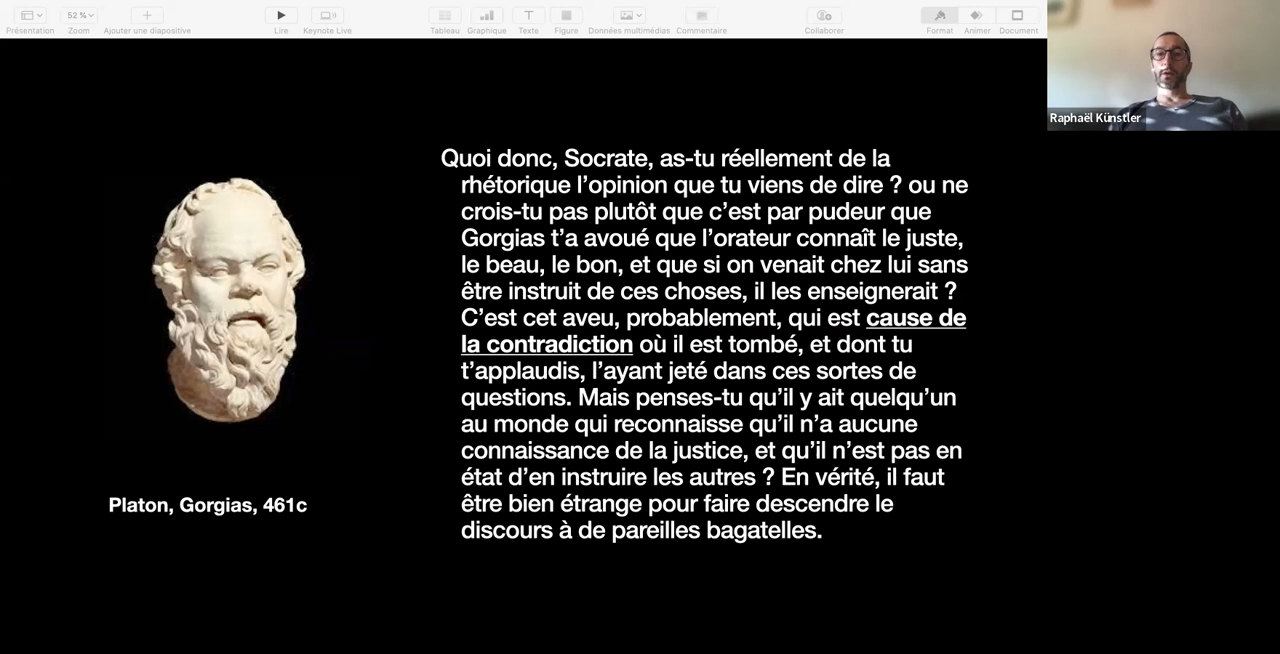 52 %
Présentation
Zoom
Ajouter une diapositive
Lire
Keynote Live
Tableau
Graphique
Texte
Figure
Données multimédias
Commentaire
Collaborer
Format
Animer
Document
Raphaël Künstler
Quoi donc, Socrate, as-tu réellement de la
rhétorique l’opinion que tu viens de dire ? ou ne
crois-tu pas plutôt que c’est par pudeur que
Gorgias t’a avoué que l’orateur connaît le juste,
le beau, le bon, et que si on venait chez lui sans
être instruit de ces choses, il les enseignerait ?
C’est cet aveu, probablement, qui est cause de
la contradiction où il est tombé, et dont tu
t’applaudis, l’ayant jeté dans ces sortes de
questions. Mais penses-tu qu’il y ait quelqu’un
au monde qui reconnaisse qu’il n’a aucune
connaissance de la justice, et qu’il n’est pas en
état d’en instruire les autres ? En vérité, il faut
être bien étrange pour faire descendre le
discours à de pareilles bagatelles.
Platon, Gorgias, 461c